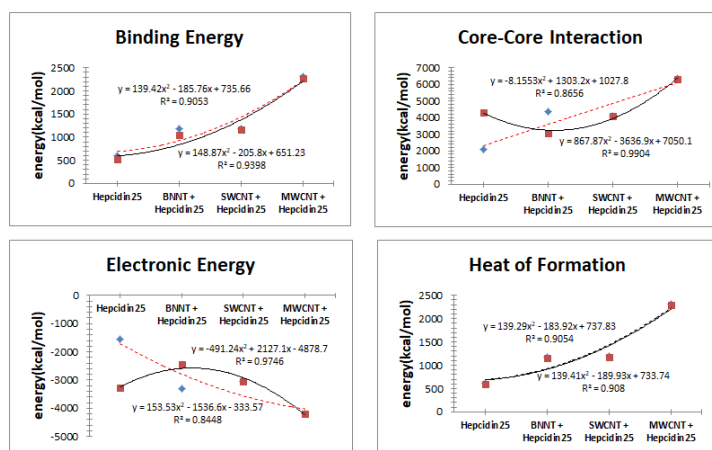 Binding Energy
energy(kcal/mol)
2500
2000
1500
1000
500
0
y = 139.42x² - 185.76x + 735.66
R² = 0.9053
y = 148.87x² - 205.8x + 651.23
R² = 0.9398
Hepcidin25 BNNT + SWCNT + MWCNT +
Hepcidin25 Hepcidin25 Hepcidin25
Core-Core Interaction
energy(kcal/mol)
7000
6000
5000
4000
3000
2000
1000
0
y = -8.1553x² + 1303.2x + 1027.8
R² = 0.8656
y = 867.87x² - 3636.9x + 7050.1
R² = 0.9904
Hepcidin25 BNNT + SWCNT + MWCNT +
Hepcidin25 Hepcidin25 Hepcidin25
Electronic Energy
energy(kcal/mol)
0
-1000
-2000
-3000
-4000
-5000
Hepcidin25 BNNT + SWCNT + MWCNT +
Hepcidin25 Hepcidin25 Hepcidin25
y = -491.24x² + 2127.1x - 4878.7
R² = 0.9746
y = 153.53x² - 1536.6x - 333.57
R² = 0.8448
Heat of Formation
energy(kcal/mol)
2500
2000
1500
1000
500
0
y = 139.29x² - 183.92x + 737.83
R² = 0.9054
y = 139.41x² - 189.93x + 733.74
R² = 0.908
Hepcidin25 BNNT + SWCNT + MWCNT +
Hepcidin25 Hepcidin25 Hepcidin25